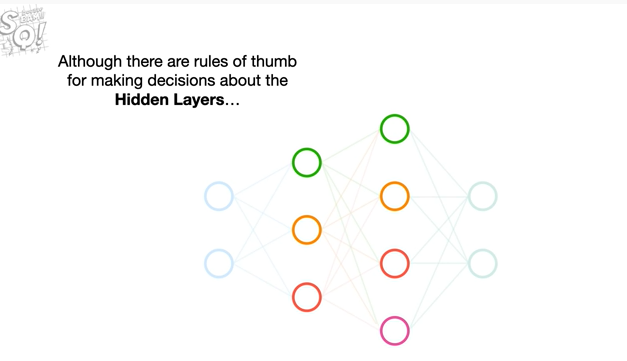 Although there are rules of thumb
for making decisions about the
Hidden Layers…